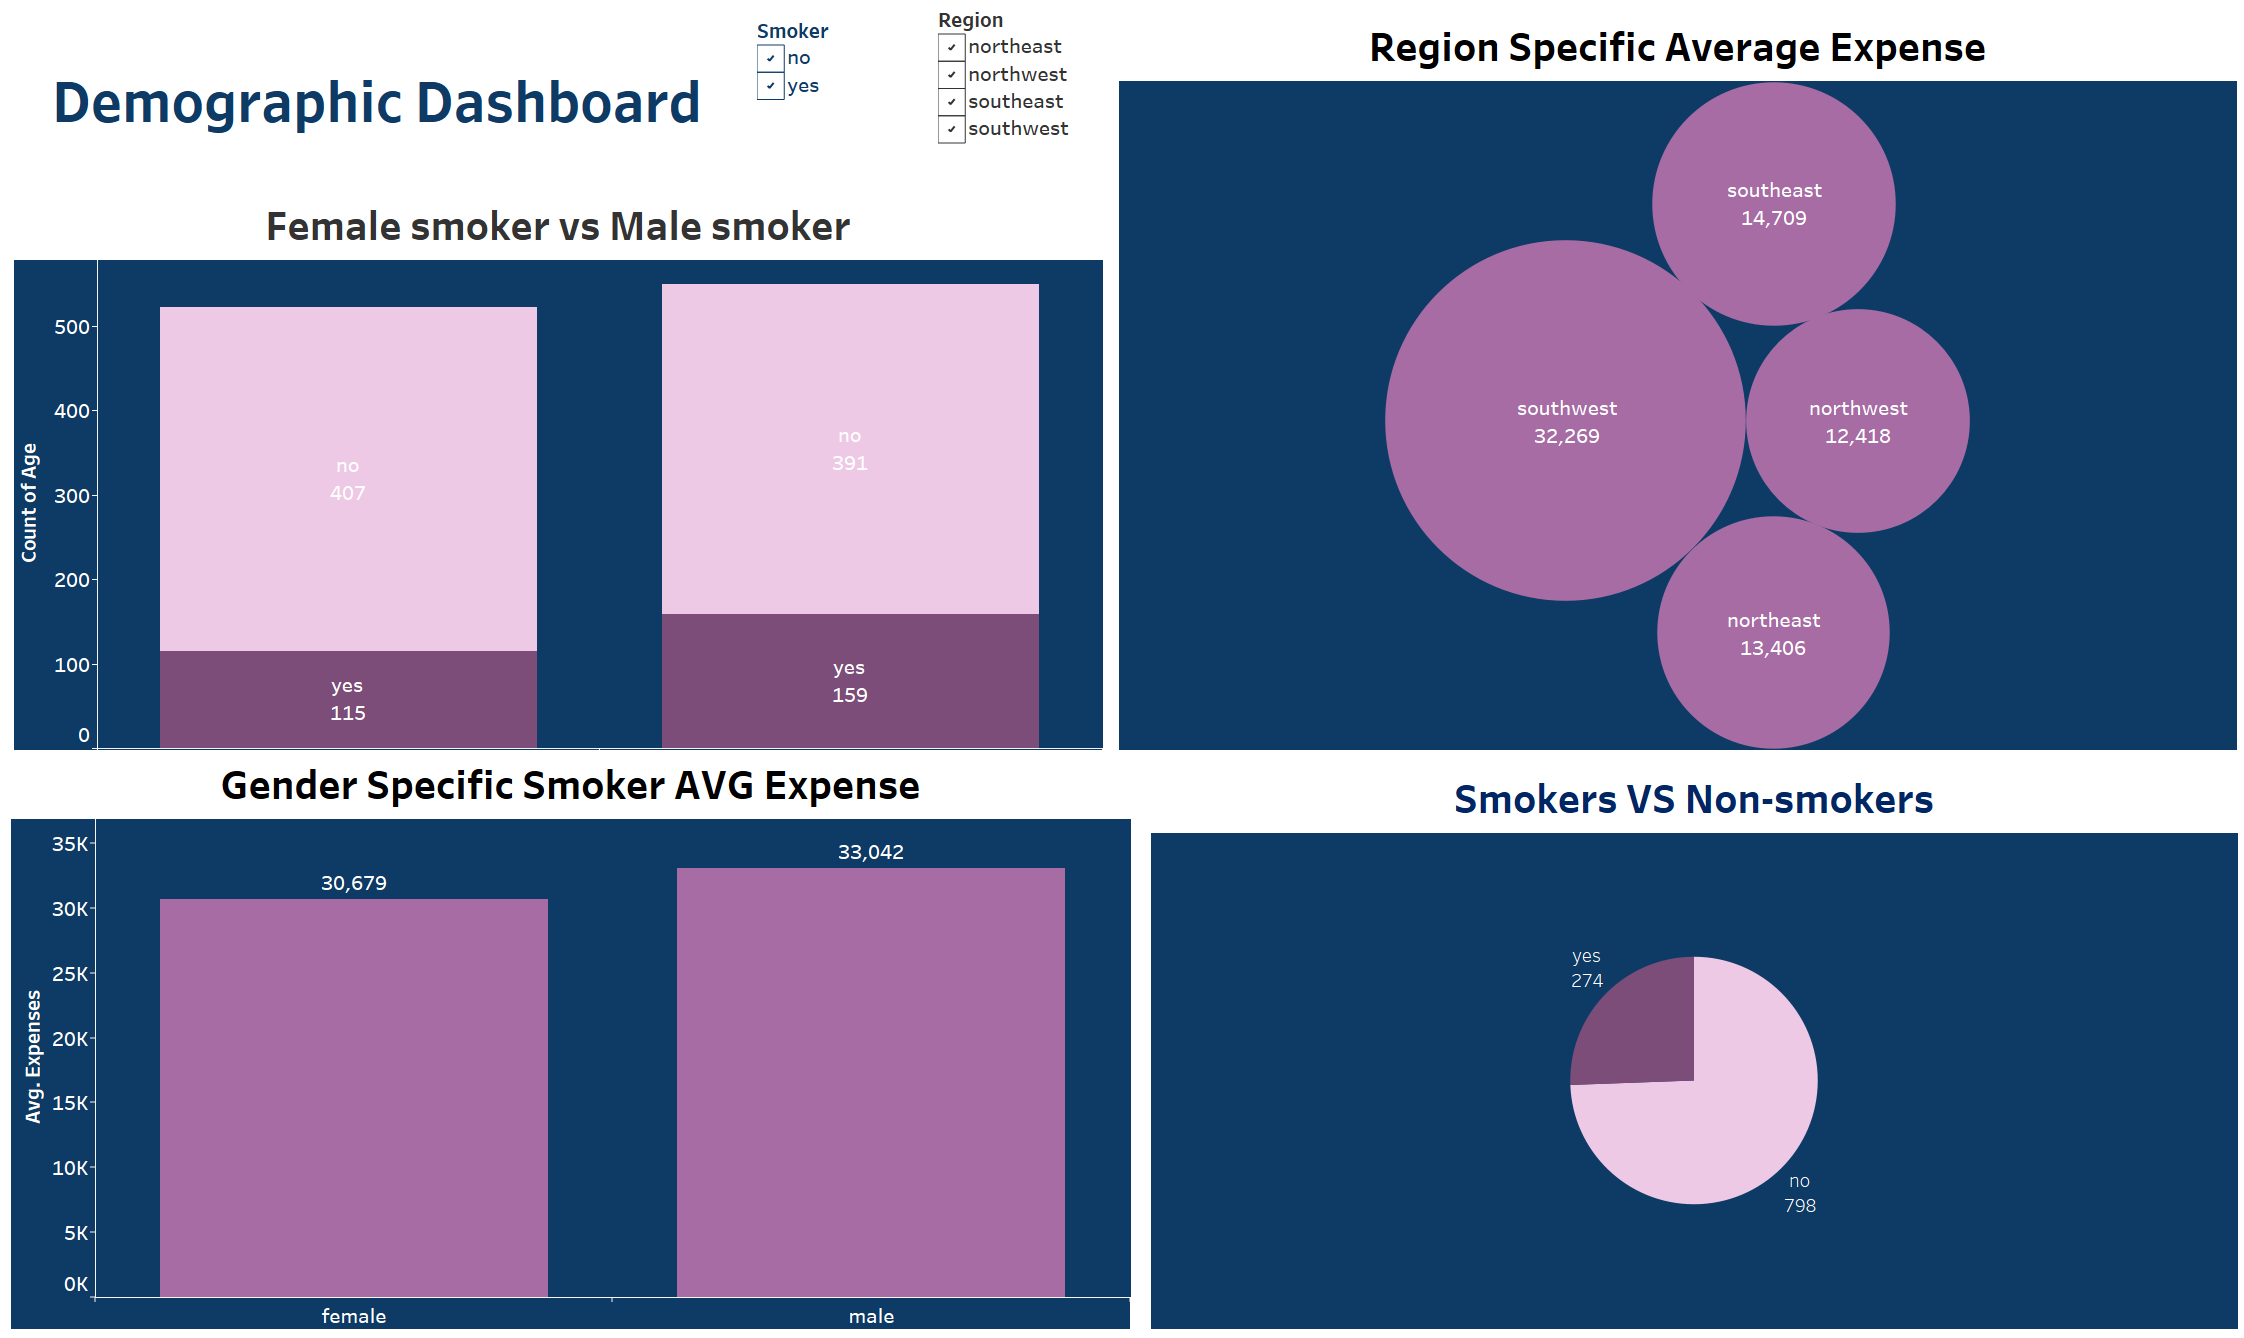 Demographic Dashboard
Smoker
no
yes
Region
northeast
northwest
southeast
southwest
Female smoker vs Male smoker
Count of Age
500
400
300
200
100
0
no
407
yes
115
no
391
yes
159
Region Specific Average Expense
southeast
14,709
southwest
32,269
northwest
12,418
northeast
13,406
Gender Specific Smoker AVG Expense
Avg. Expenses
35K
30K
25K
20K
15K
10K
5K
0K
30,679
33,042
female
male
Smokers VS Non-smokers
yes
274
no
798